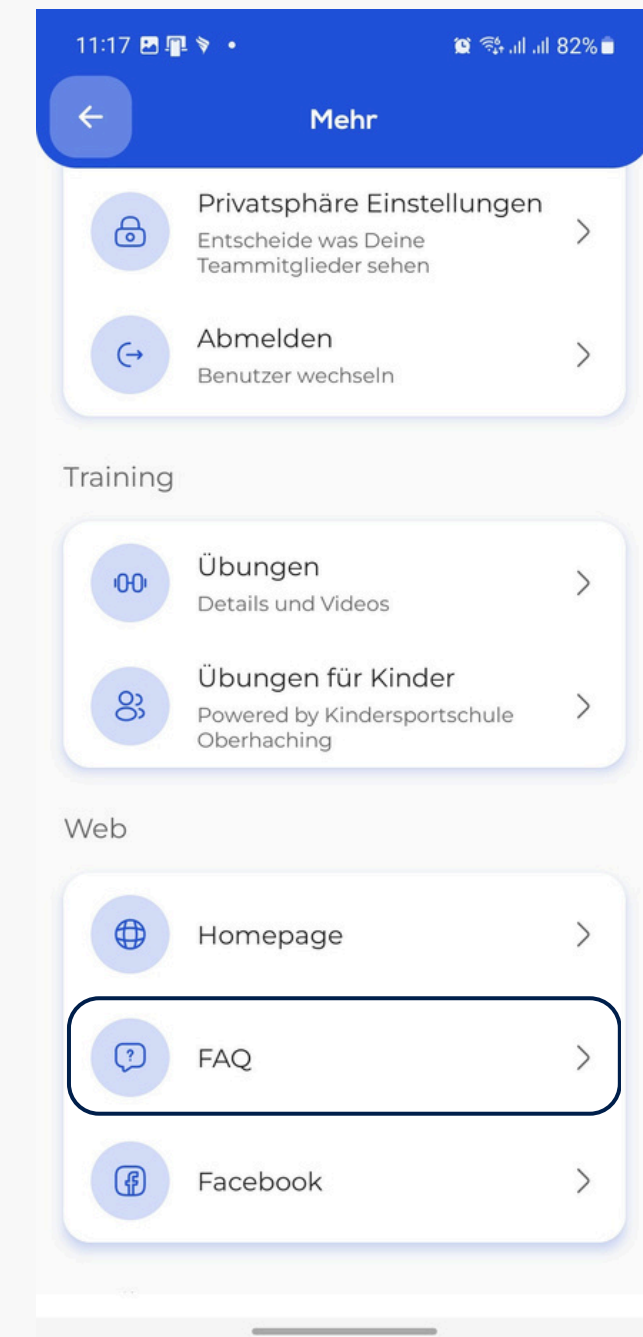 11:17 82%
Mehr
Privatsphäre Einstellungen
Entscheide was Deine
Teammitglieder sehen
Abmelden
Benutzer wechseln
Training
Übungen
Details und Videos
Übungen für Kinder
Powered by Kindersportschule
Oberhaching
Web
Homepage
FAQ
Facebook